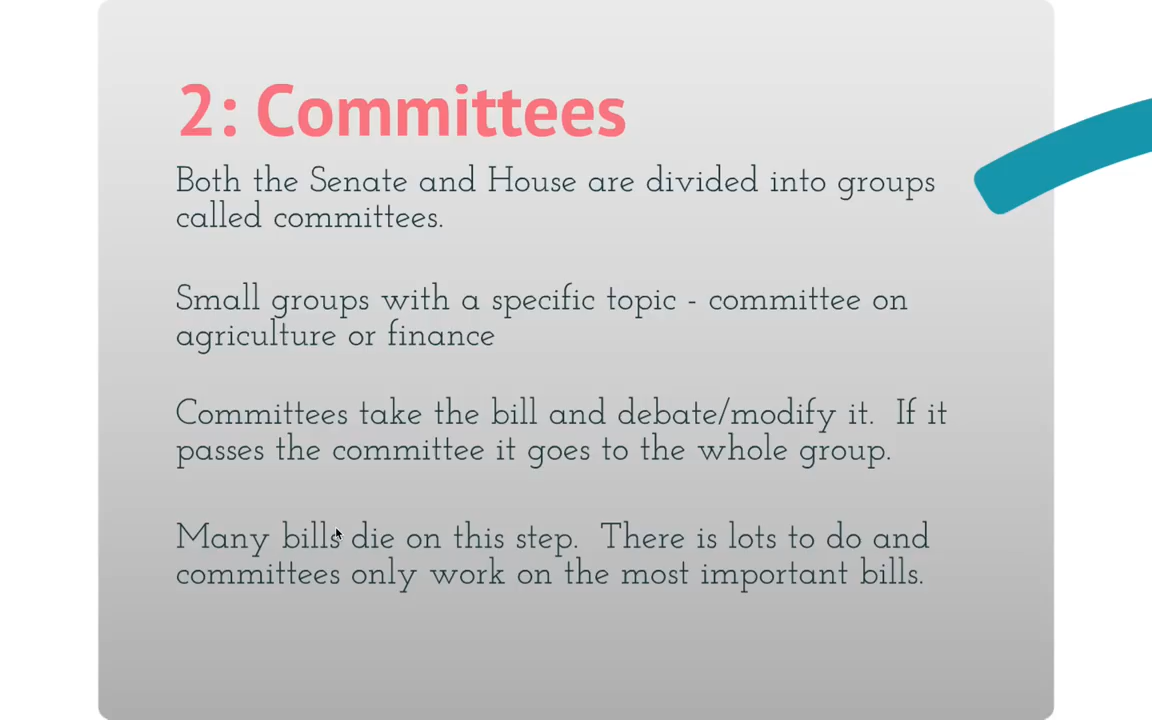 2: Committees
Both the Senate and House are divided into groups
called committees.
Small groups with a specific topic - committee on
agriculture or finance
Committees take the bill and debate/modify it.  If it
passes the committee it goes to the whole group.
Many bills die on this step.  There is lots to do and
committees only work on the most important bills.